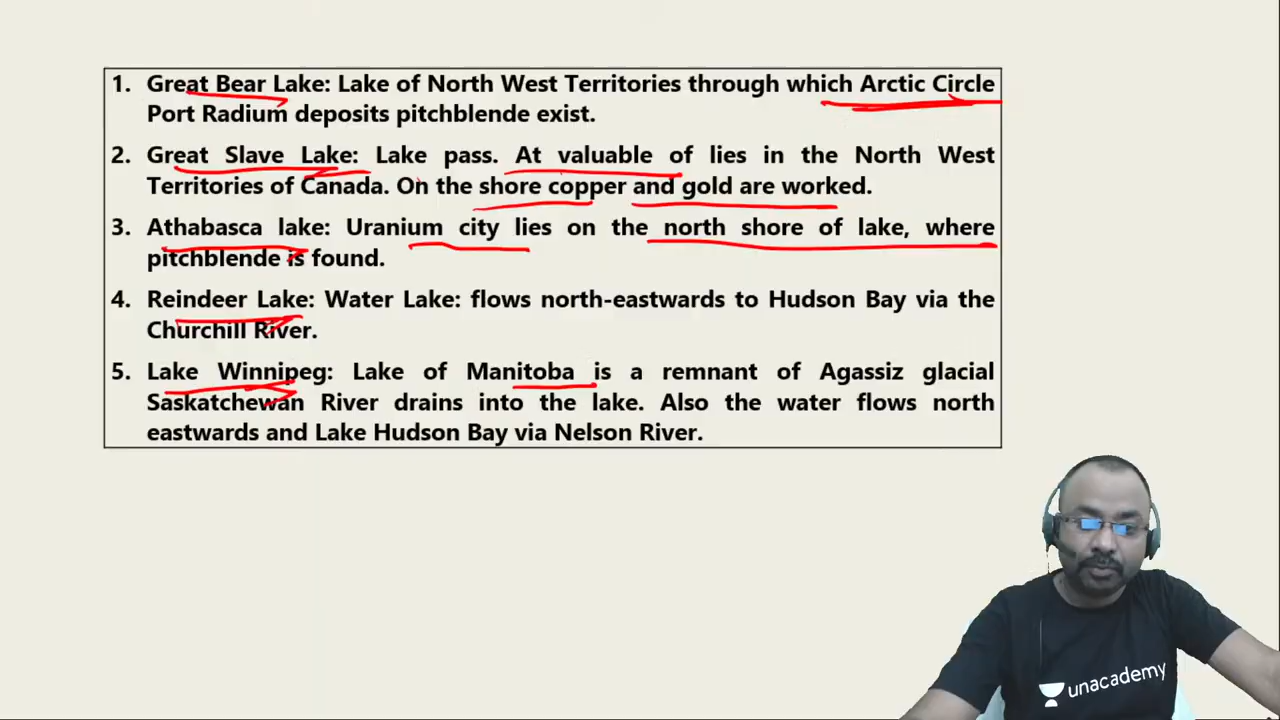 1. Great Bear Lake: Lake of North West Territories through which Arctic Circle
Port Radium deposits pitchblende exist.
2. Great Slave Lake: Lake pass. At valuable of lies in the North West
Territories of Canada. On the shore copper and gold are worked.
3. Athabasca lake: Uranium city lies on the north shore of lake, where
pitchblende is found.
4. Reindeer Lake: Water Lake: flows north-eastwards to Hudson Bay via the
Churchill River.
5. Lake Winnipeg: Lake of Manitoba is a remnant of Agassiz glacial
Saskatchewan River drains into the lake. Also the water flows north
eastwards and Lake Hudson Bay via Nelson River.
unacademy